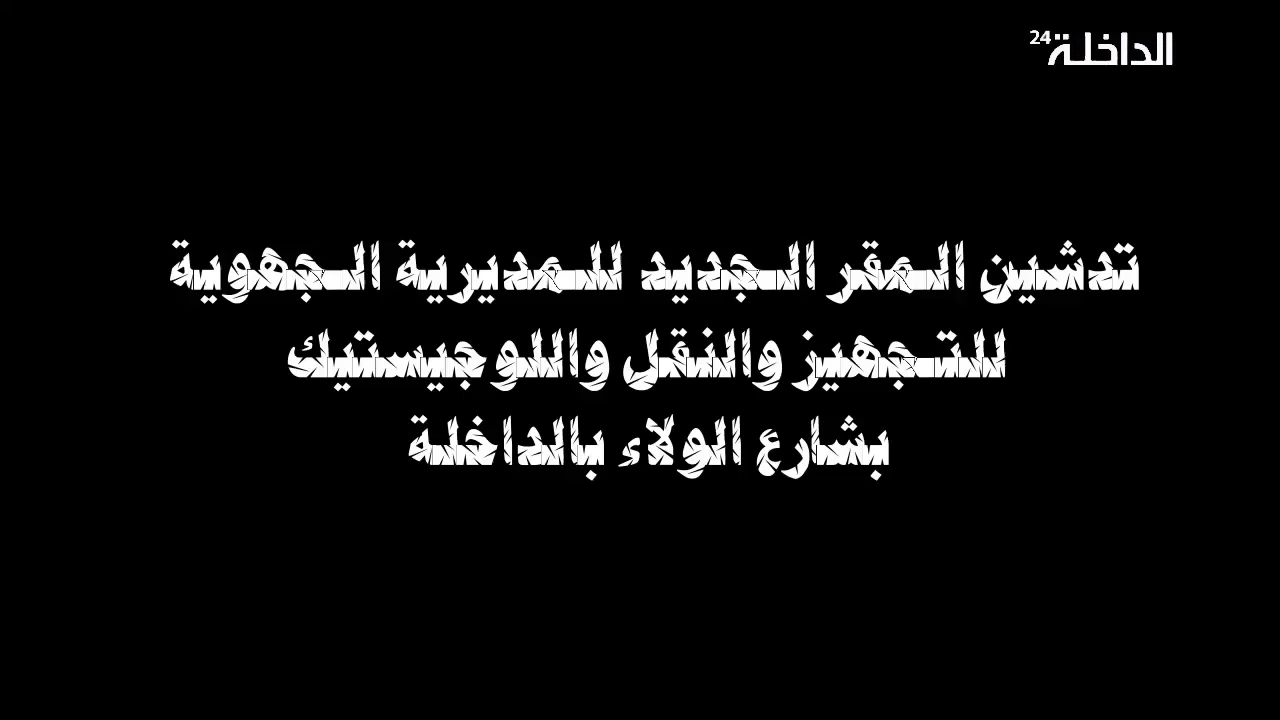 الداخلة24
تدشين المقر الجديد للمديرية الجهوية
للتجهيز والنقل واللوجيستيك
بشارع الولاء بالداخلة